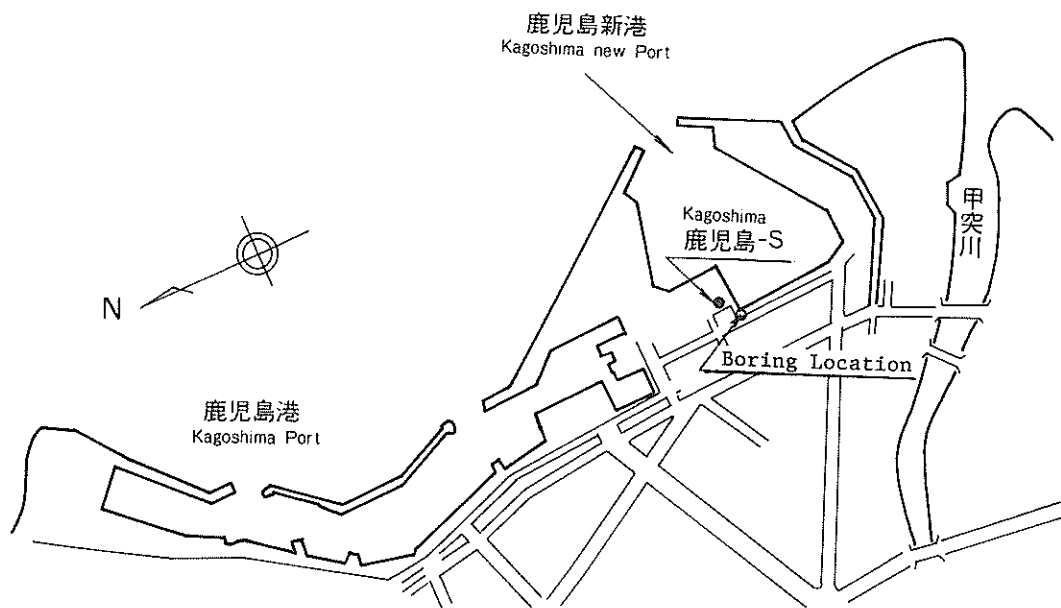 鹿児島新港
Kagoshima new Port
Kagoshima
鹿児島-S
甲突川
N
Boring Location
鹿児島港
Kagoshima Port